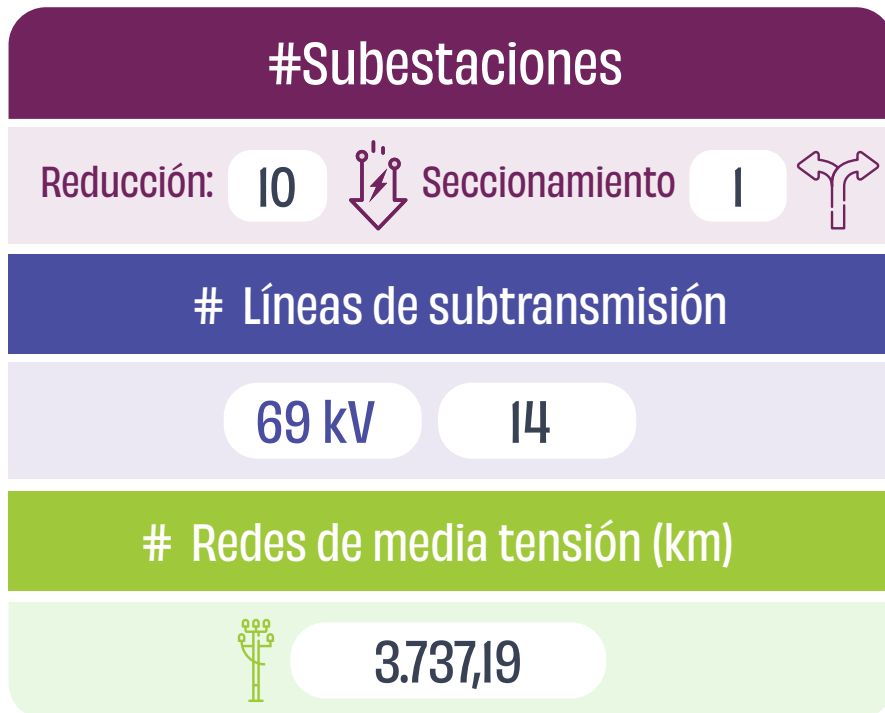 #Subestaciones
Reducción: 10 Seccionamiento 1
# Líneas de subtransmisión
69 kV 14
# Redes de media tensión (km)
3.737,19